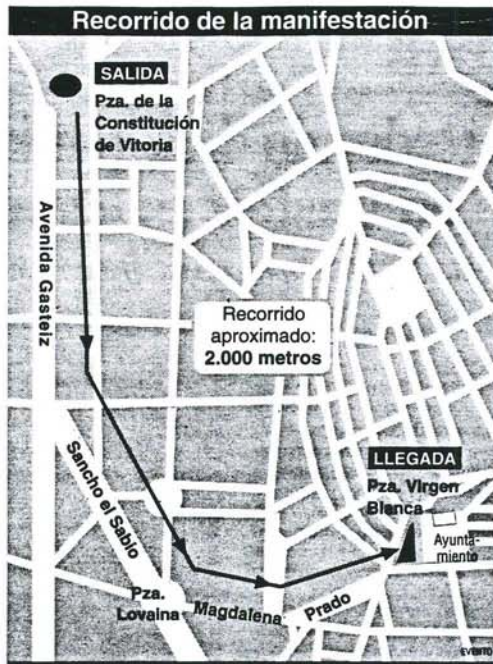 Recorrido de la manifestación
SALIDA
Pza. de la
Constitución
de Vitoria
Avenida Gasteiz
Recorrido
aproximado:
2.000 metros
Sancho el Sabio
LLEGADA
Pza. Virgen
Blanca
Ayunta-
miento
Pza.
Lovaina
Magdalena
Prado
EVENTO